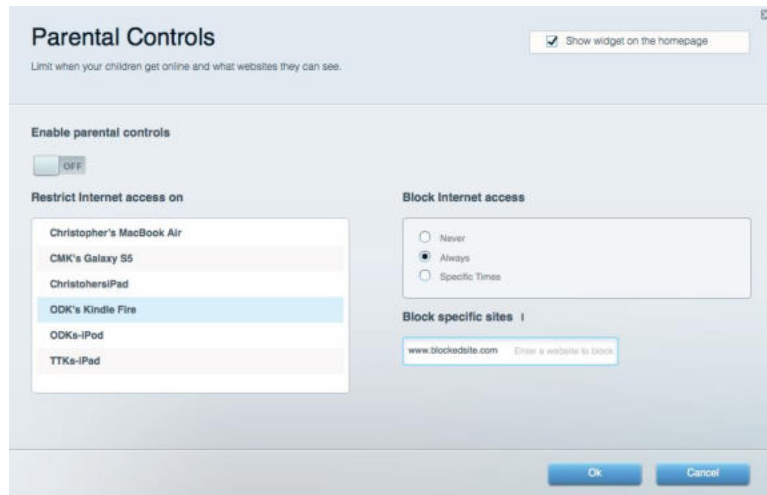 Parental Controls
Show widget on the homepage
Limit when your children get online and what websites they can see.
Enable parental controls
OFF
Restrict Internet access on
Christopher's MacBook Air
CMK's Galaxy S5
ChristohersiPad
ODK's Kindle Fire
ODKs-iPod
TTKs-iPad
Block Internet access
Never
Always
Specific Times
Block specific sites
www.blockedsite.com Enter a website to block
Ok Cancel